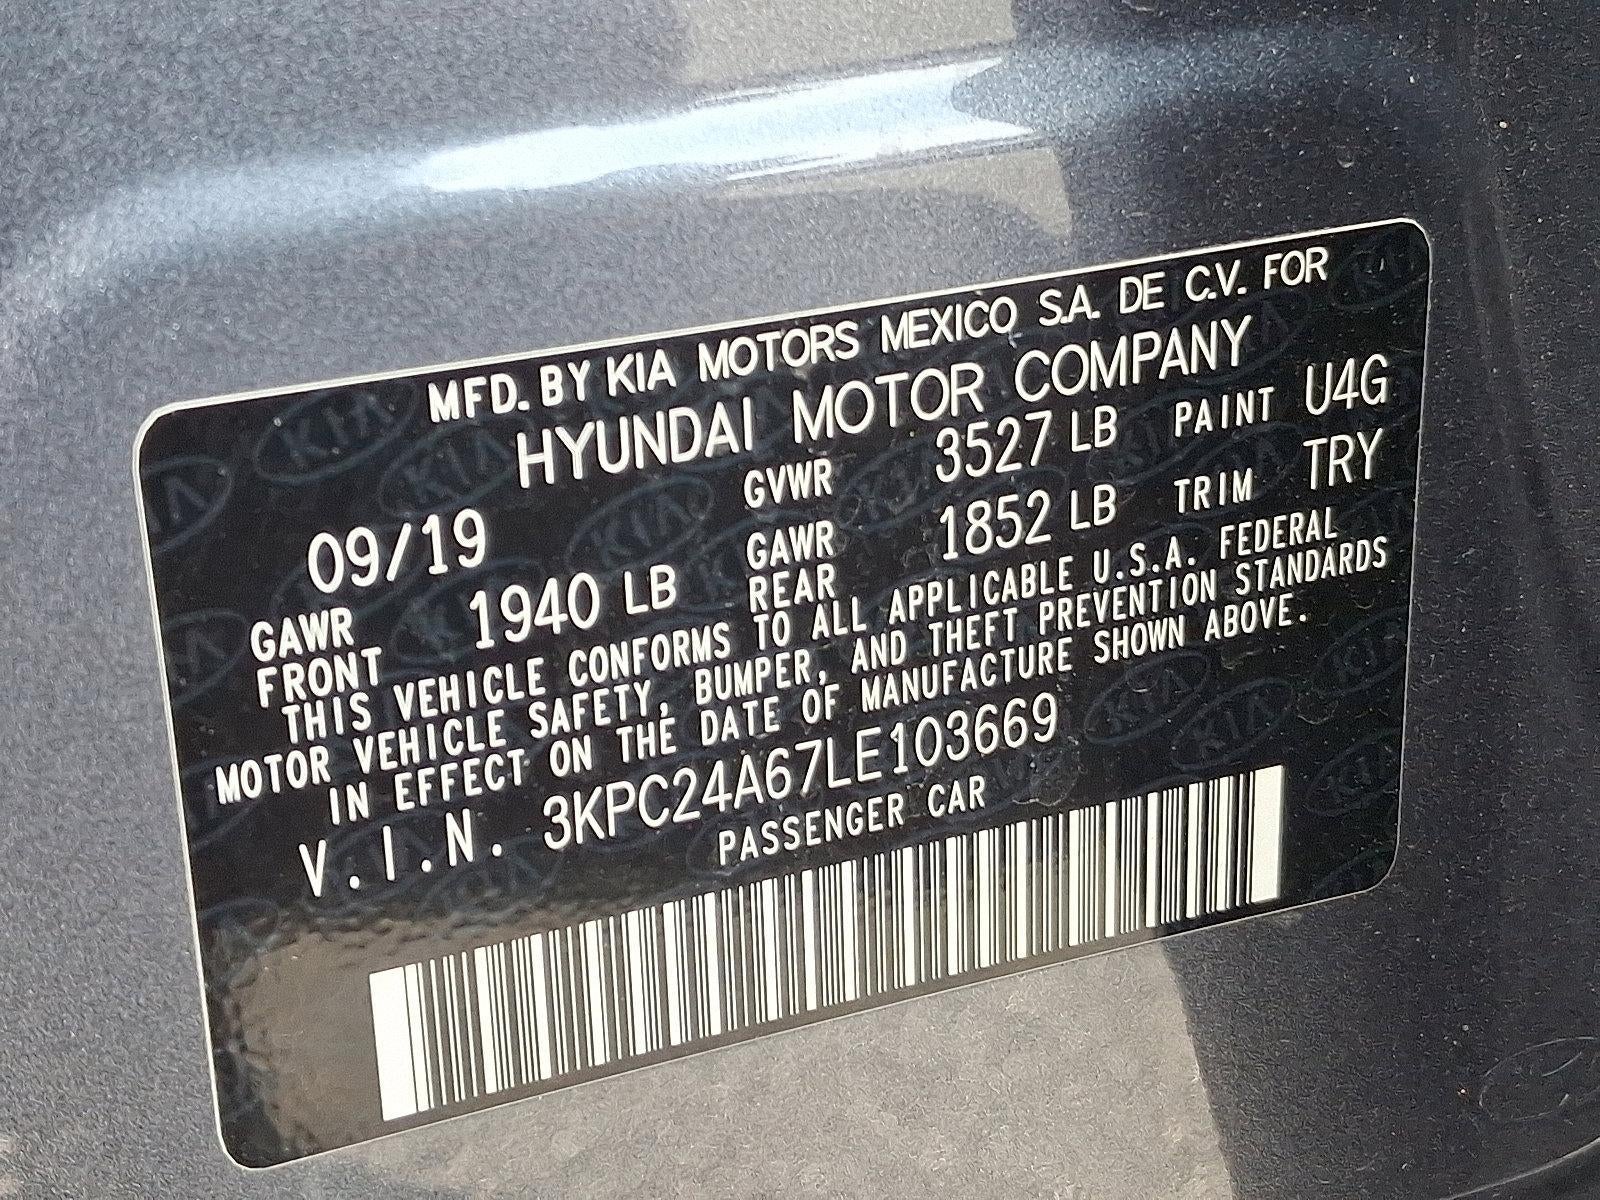 MFD. BY KIA MOTORS MEXICO S.A. DE C.V. FOR
HYUNDAI MOTOR COMPANY
09/19 GVWR 3527 LB PAINT U4G
GAWR FRONT 1940 LB GAWR REAR 1852 LB TRIM TRY
THIS VEHICLE CONFORMS TO ALL APPLICABLE U.S.A. FEDERAL
MOTOR VEHICLE SAFETY, BUMPER, AND THEFT PREVENTION STANDARDS
IN EFFECT ON THE DATE OF MANUFACTURE SHOWN ABOVE.
V.I.N. 3KPC24A67LE103669
PASSENGER CAR